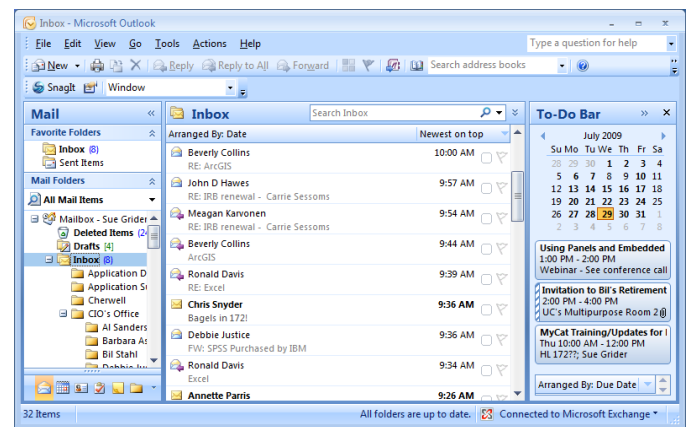 Inbox - Microsoft Outlook
File Edit View Go Tools Actions Help
Type a question for help
New Reply Reply to All Forward Search address books
SnagIt Window
Mail «
Favorite Folders
Inbox (8)
Sent Items
Mail Folders
All Mail Items
Mailbox - Sue Grider
Deleted Items (24
Drafts [4]
Inbox (8)
Application D
Application Su
Cherwell
CIO's Office
Al Sanders
Barbara As
Bil Stahl
Inbox Search Inbox
Arranged By: Date Newest on top
Beverly Collins 10:00 AM
RE: ArcGIS
John D Hawes 9:57 AM
RE: IRB renewal - Carrie Sessoms
Meagan Karvonen 9:54 AM
RE: IRB renewal - Carrie Sessoms
Beverly Collins 9:44 AM
ArcGIS
Ronald Davis 9:39 AM
RE: Excel
Chris Snyder 9:36 AM
Bagels in 172!
Debbie Justice 9:36 AM
FW: SPSS Purchased by IBM
Ronald Davis 9:34 AM
Excel
Annette Parris 9:26 AM
To-Do Bar »
July 2009
Su Mo Tu We Th Fr Sa
28 29 30 1 2 3 4
5 6 7 8 9 10 11
12 13 14 15 16 17 18
19 20 21 22 23 24 25
26 27 28 29 30 31 1
2 3 4 5 6 7 8
Using Panels and Embedded
1:00 PM - 2:00 PM
Webinar - See conference call
Invitation to Bil's Retirement
2:00 PM - 4:00 PM
UC's Multipurpose Room 2
MyCat Training/Updates for
Thu 10:00 AM - 12:00 PM
HL 172??; Sue Grider
Arranged By: Due Date
32 Items All folders are up to date. Connected to Microsoft Exchange